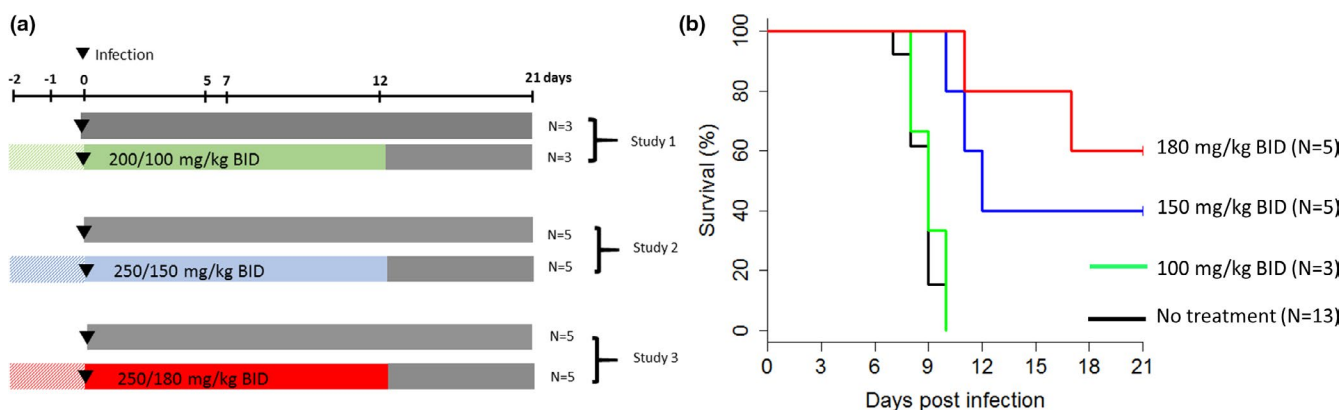 (a)
Infection
-2 -1 0 5 7 12 21 days
N=3
Study 1
200/100 mg/kg BID N=3
N=5
Study 2
250/150 mg/kg BID N=5
N=5
Study 3
250/180 mg/kg BID N=5
(b)
Survival (%)
100
80
60
40
20
0
0 3 6 9 12 15 18 21
Days post infection
180 mg/kg BID (N=5)
150 mg/kg BID (N=5)
100 mg/kg BID (N=3)
No treatment (N=13)